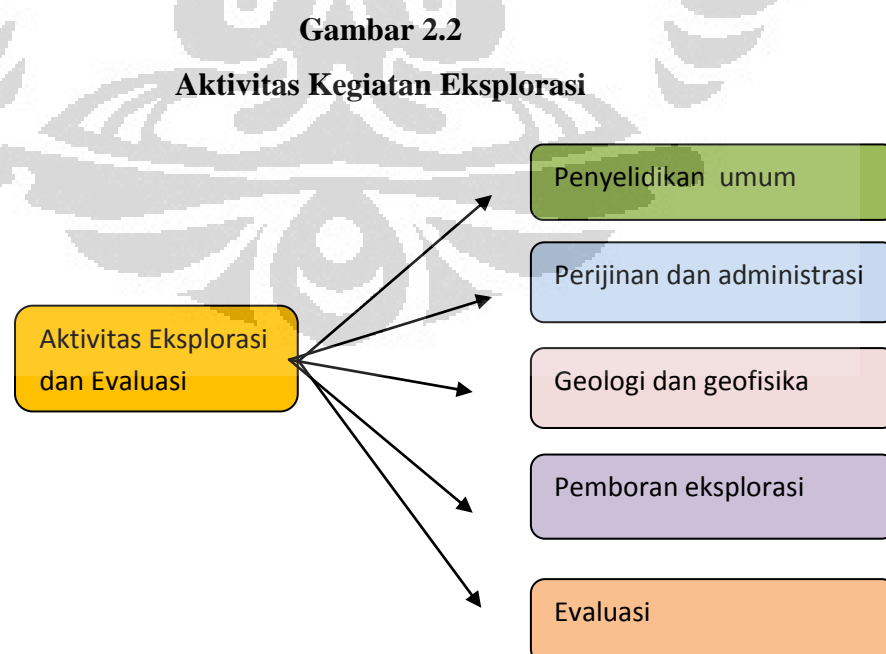 Gambar 2.2
Aktivitas Kegiatan Eksplorasi
Penyelidikan umum
Perijinan dan administrasi
Aktivitas Eksplorasi
dan Evaluasi
Geologi dan geofisika
Pemboran eksplorasi
Evaluasi